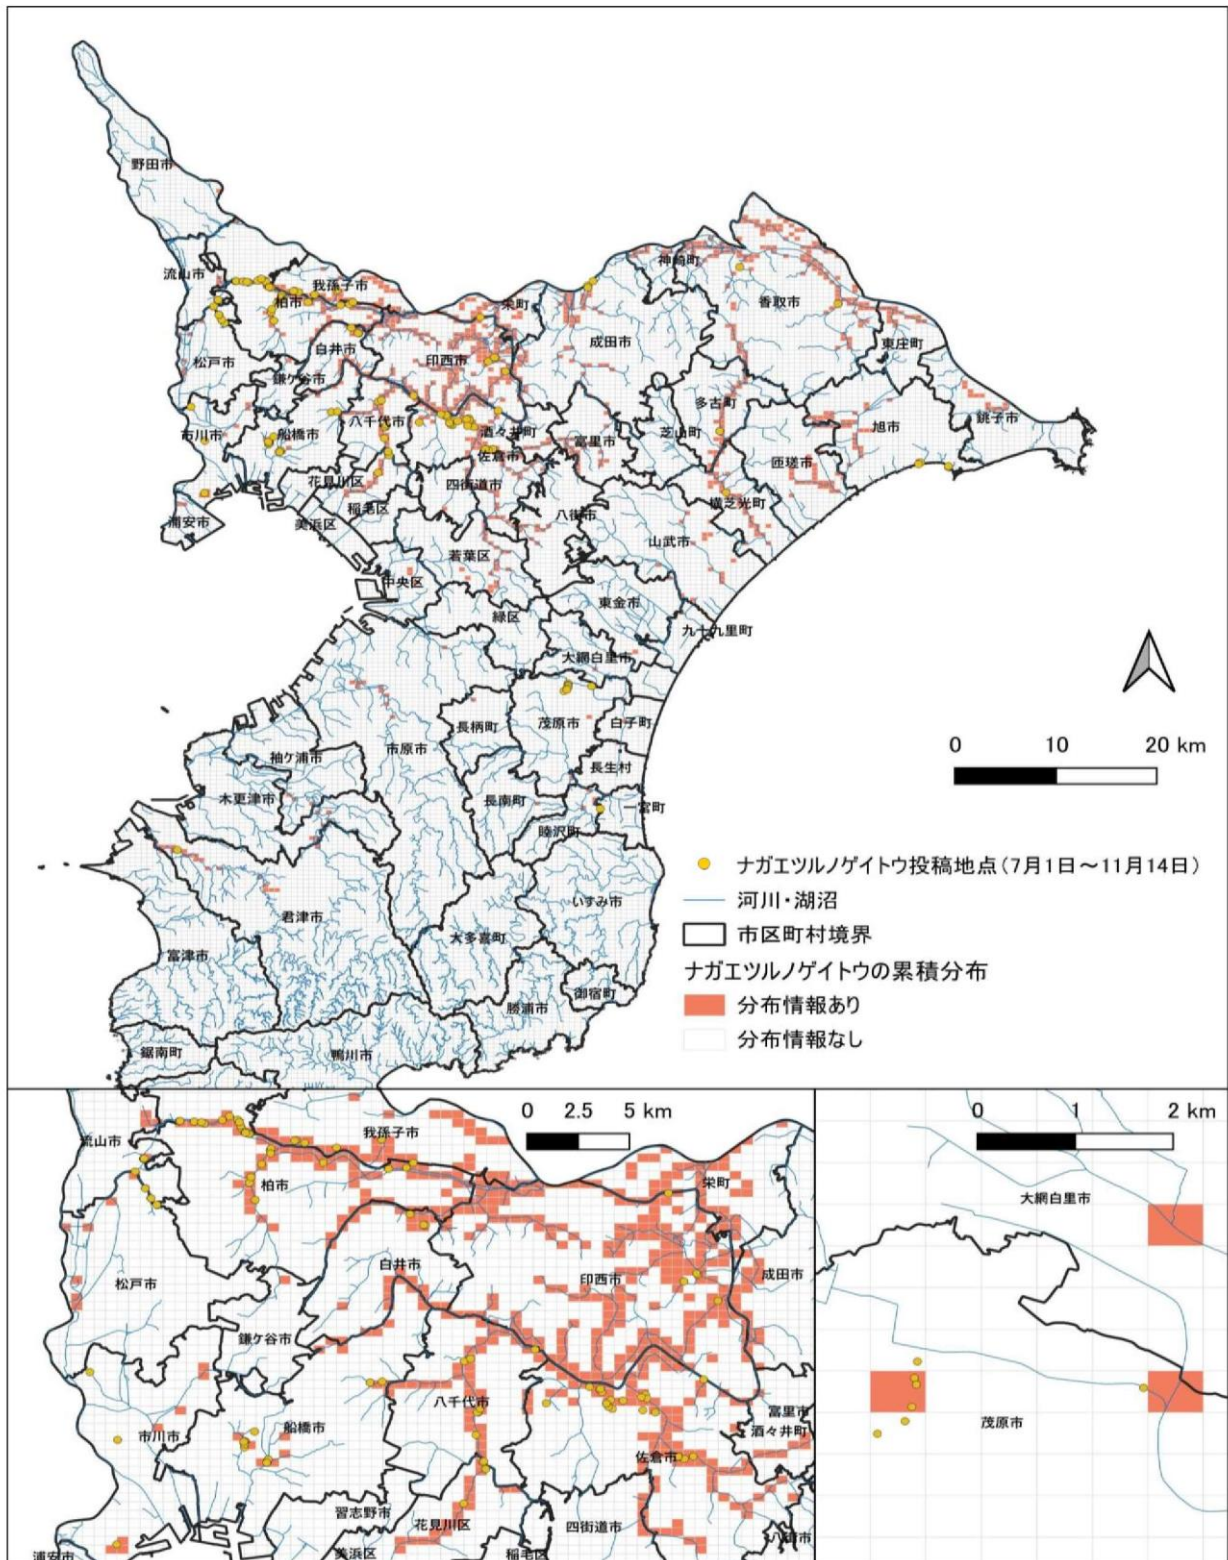 野田市
流山市
我孫子市
柏市
松戸市
白井市
鎌ケ谷市
印西市
栄町
神崎町
成田市
香取市
東庄町
銚子市
旭市
匝瑳市
多古町
芝山町
横芝光町
富里市
酒々井町
佐倉市
八千代市
船橋市
市川市
浦安市
花見川区
美浜区
稲毛区
四街道市
八街市
山武市
若葉区
中央区
東金市
緑区
九十九里町
大網白里市
白子町
茂原市
長柄町
市原市
袖ケ浦市
木更津市
長生村
長南町
一宮町
睦沢町
いすみ市
大多喜町
君津市
富津市
御宿町
勝浦市
鴨川市
鋸南町
0 10 20 km
ナガエツルノゲイトウ投稿地点(7月1日～11月14日)
河川・湖沼
市区町村境界
ナガエツルノゲイトウの累積分布
分布情報あり
分布情報なし
0 2.5 5 km
流山市
我孫子市
柏市
栄町
松戸市
白井市
印西市
成田市
鎌ケ谷市
八千代市
船橋市
市川市
富里市
酒々井町
佐倉市
習志野市
花見川区
四街道市
八街市
浦安市
美浜区
稲毛区
0 1 2 km
大網白里市
茂原市